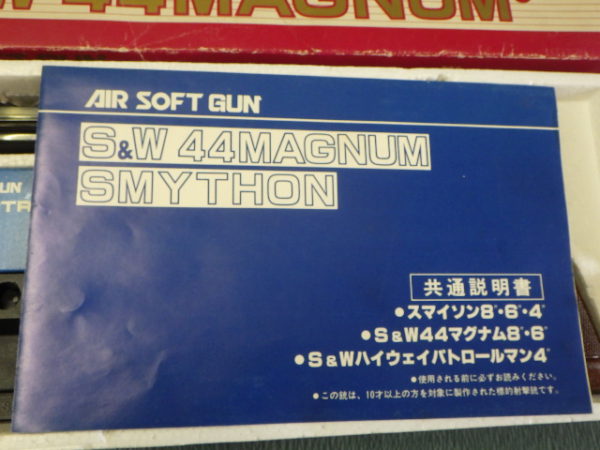 W 44MAGNUM
AIR SOFT GUN
S&W 44MAGNUM
SMYTHON
GUN
共通説明書
●スマイソン8"・6"・4"
●S&W44マグナム8"・6"
●S&Wハイウェイパトロールマン4"
●使用される前に必ずお読みください。
●この銃は、10才以上の方を対象に製作された標的射撃銃です。